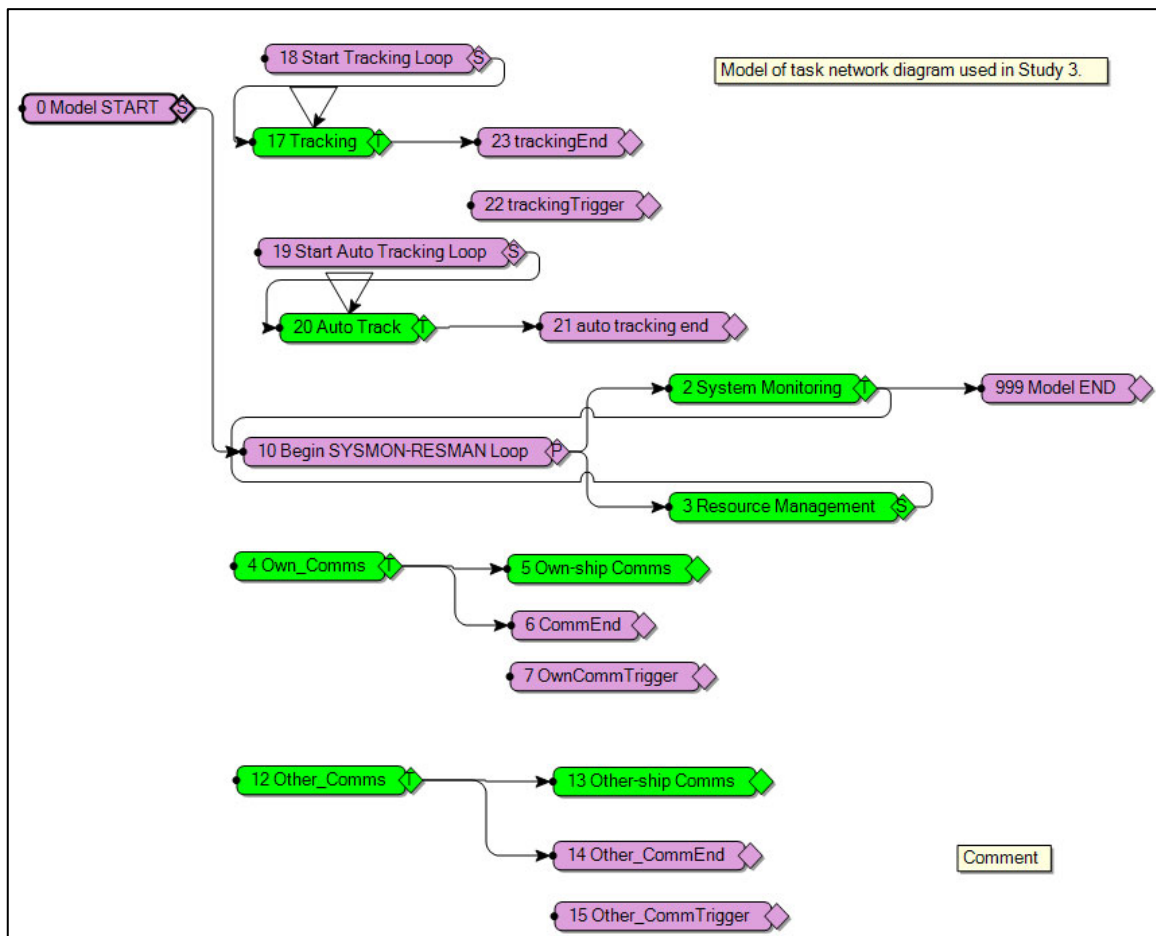 18 Start Tracking Loop S
Model of task network diagram used in Study 3.
0 Model START S
17 Tracking T
23 trackingEnd
22 trackingTrigger
19 Start Auto Tracking Loop S
20 Auto Track T
21 auto tracking end
2 System Monitoring T
999 Model END
10 Begin SYSMON-RESMAN Loop P
3 Resource Management S
4 Own_Comms T
5 Own-ship Comms
6 CommEnd
7 OwnCommTrigger
12 Other_Comms T
13 Other-ship Comms
14 Other_CommEnd
Comment
15 Other_CommTrigger